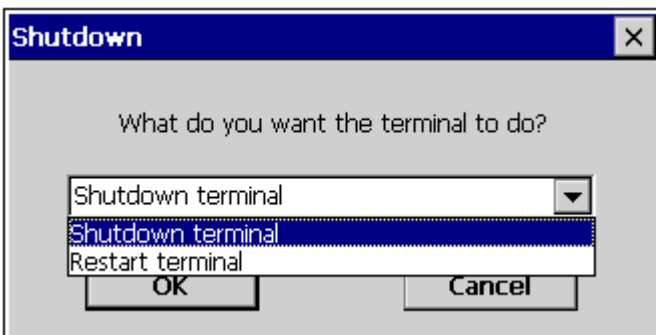 Shutdown
What do you want the terminal to do?
Shutdown terminal
Shutdown terminal
Restart terminal
OK Cancel